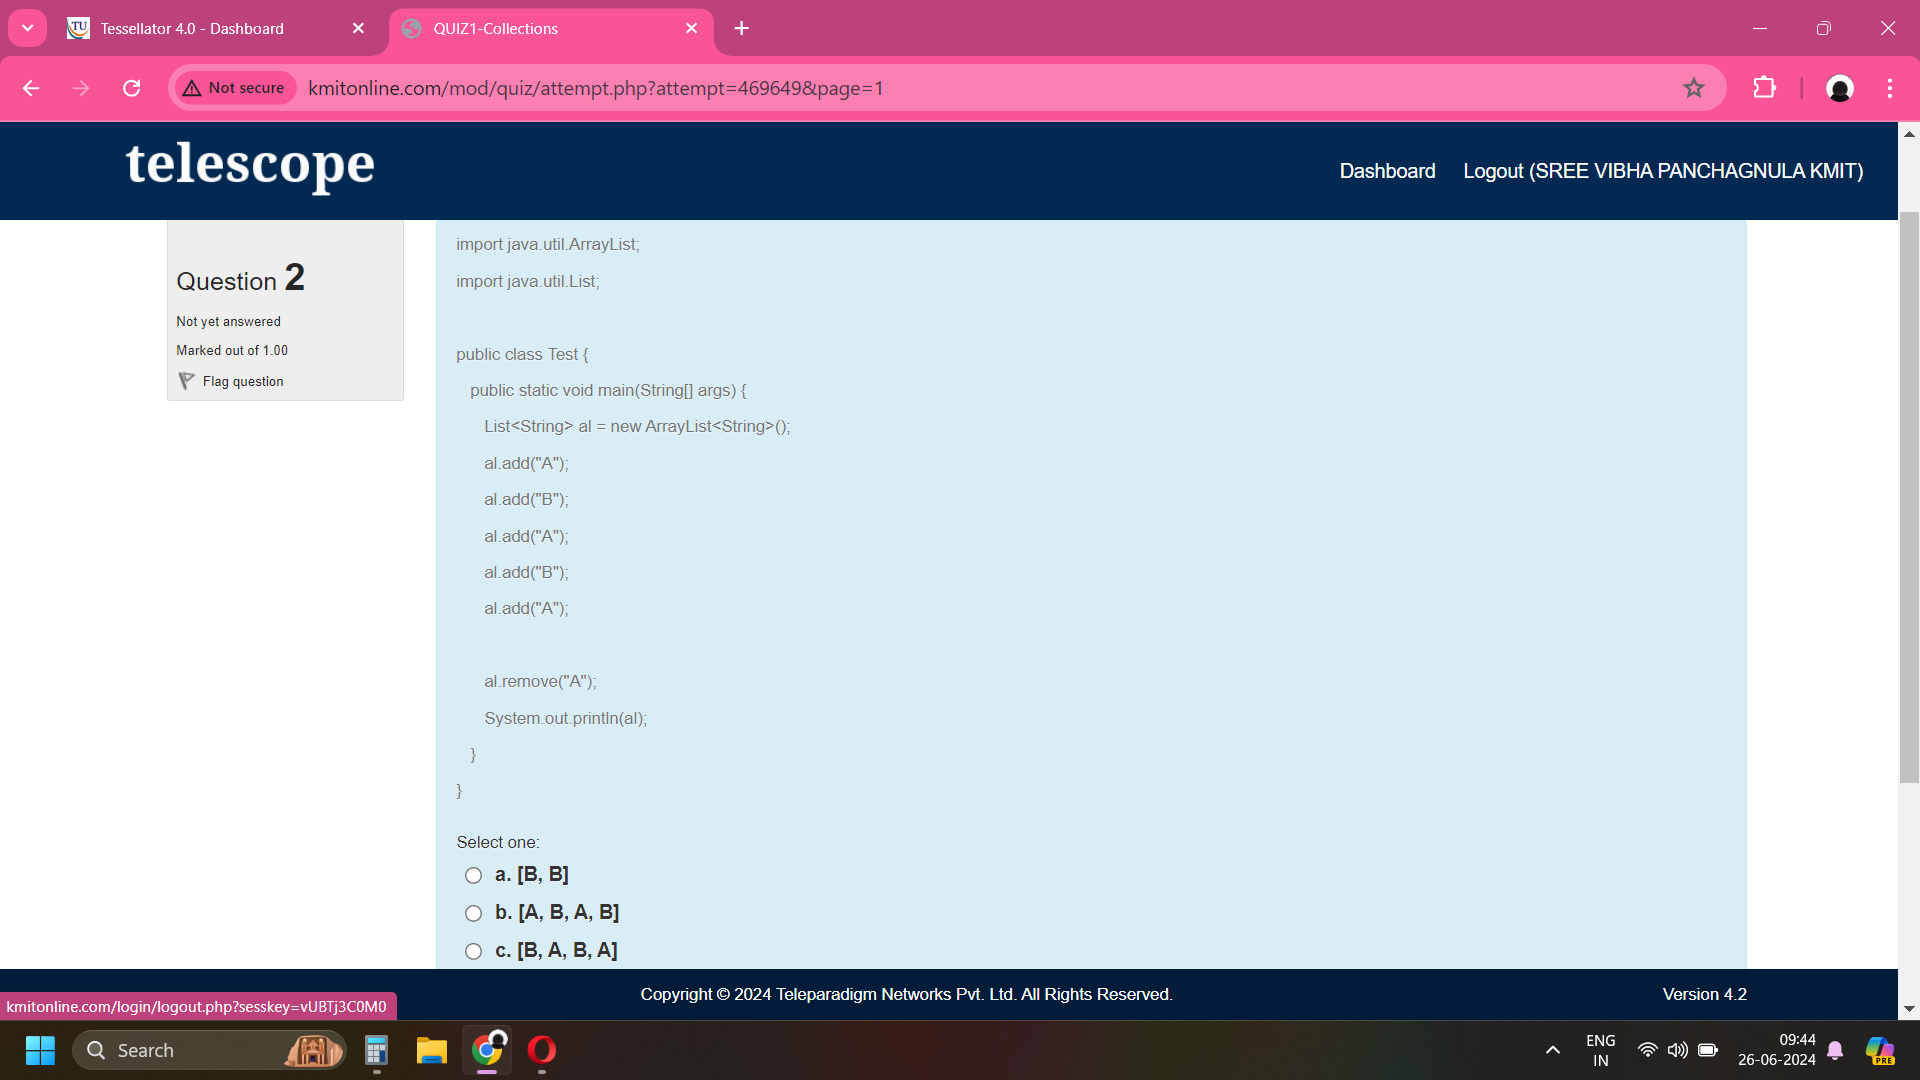 Tessellator 4.0 - Dashboard
QUIZ1-Collections
Not secure
kmitonline.com/mod/quiz/attempt.php?attempt=469649&page=1
telescope
Dashboard
Logout (SREE VIBHA PANCHAGNULA KMIT)
Question 2
Not yet answered
Marked out of 1.00
Flag question
import java.util.ArrayList;
import java.util.List;
public class Test {
public static void main(String[] args) {
List<String> al = new ArrayList<String>();
al.add("A");
al.add("B");
al.add("A");
al.add("B");
al.add("A");
al.remove("A");
System.out.println(al);
}
}
Select one:
a. [B, B]
b. [A, B, A, B]
c. [B, A, B, A]
Copyright © 2024 Teleparadigm Networks Pvt. Ltd. All Rights Reserved.
Version 4.2
kmitonline.com/login/logout.php?sesskey=vUBTj3C0M0
Search
ENG
IN
09:44
26-06-2024
TU
PRE